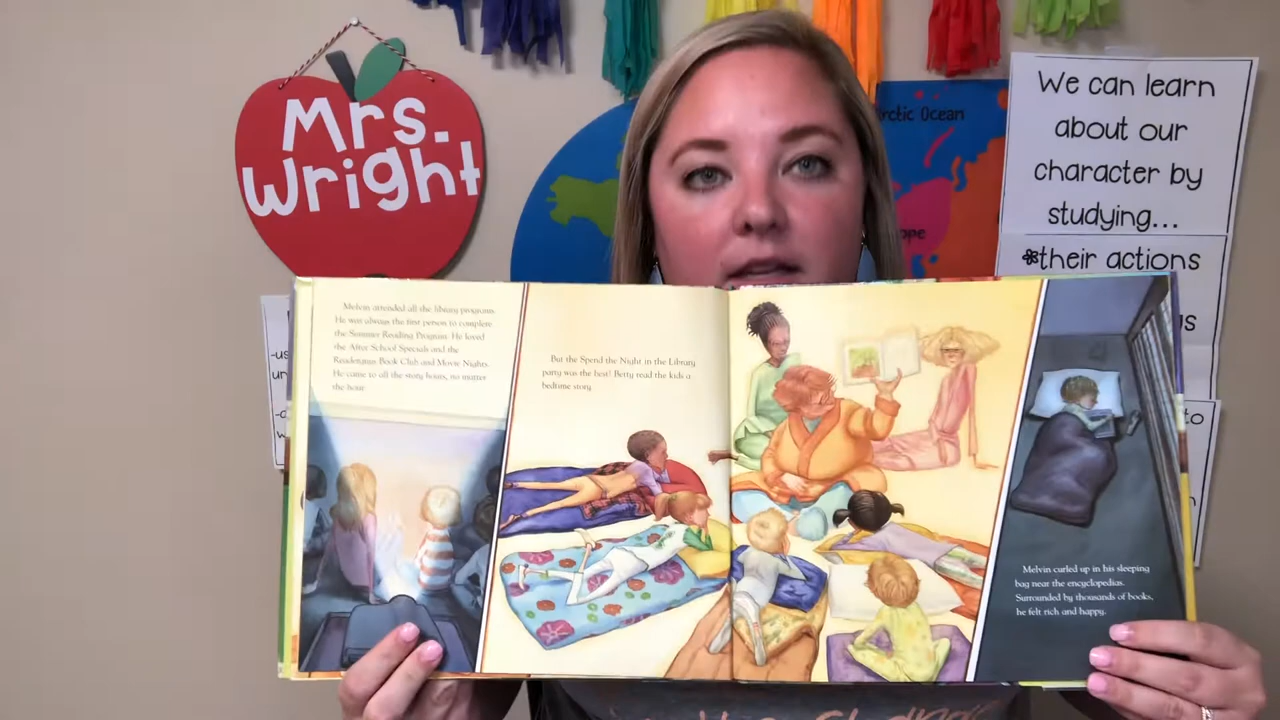 Mrs.
Wright
Arctic Ocean
We can learn
about our
character by
studying...
*their actions
to
Melvin attended all the library programs.
He was always the first person to complete
the Summer Reading Program. He loved
the After School Specials and the
Readetarius Book Club and Movie Nights.
He came to all the story hours, no matter
the hour.
But the Spend the Night in the Library
party was the best! Betty read the kids a
bedtime story.
Melvin curled up in his sleeping
bag near the encyclopedias.
Surrounded by thousands of books,
he felt rich and happy.